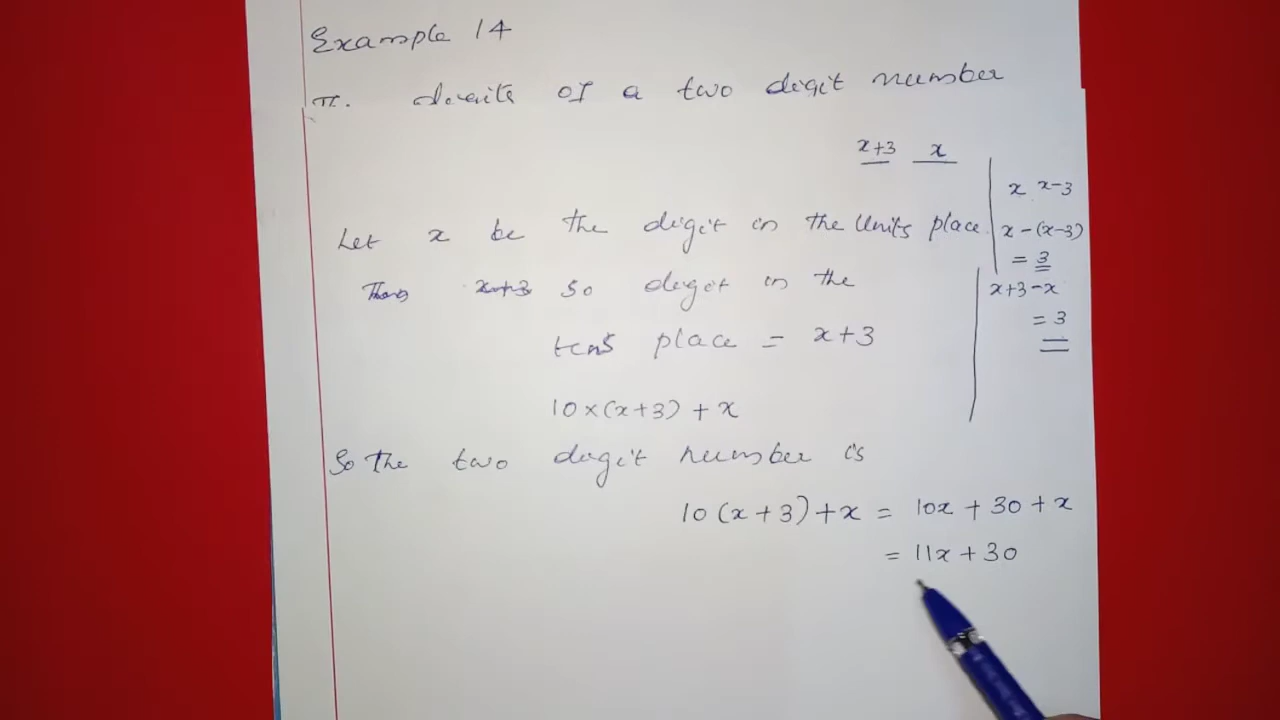 Example 14
digits of a two digit number
x+3 x
x x-3
Let x be the digit in the Units place
x - (x-3)
= 3
Then x+3 so digit in the
x+3-x
= 3
tens place = x+3
10×(x+3) + x
So the two digit number is
10(x+3)+x = 10x + 30 + x
= 11x + 30